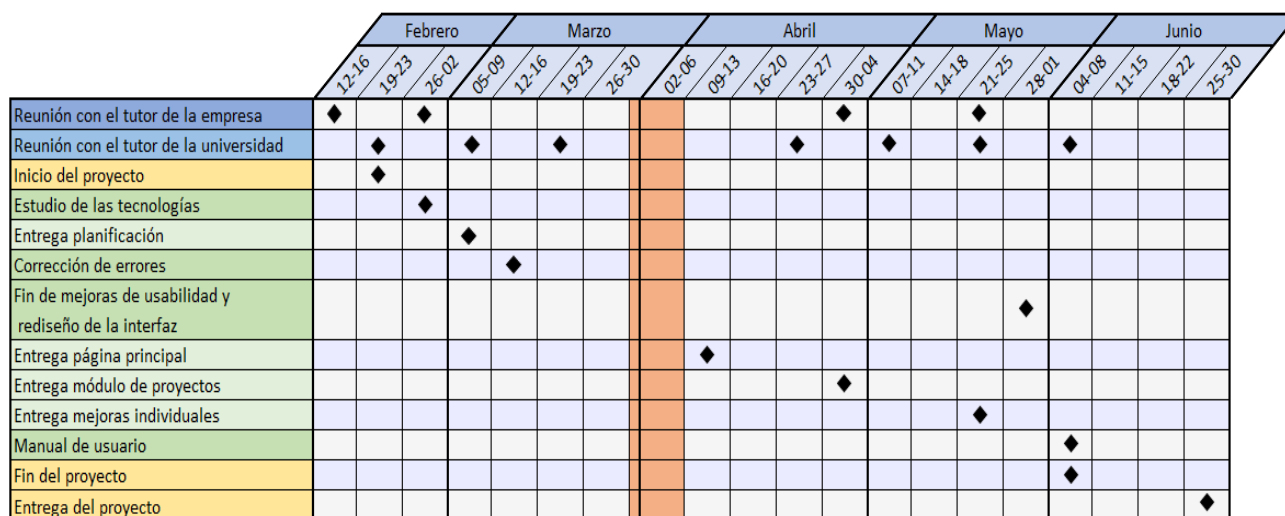 Febrero Marzo Abril Mayo Junio
12-16 19-23 26-02 05-09 12-16 19-23 26-30 02-06 09-13 16-20 23-27 30-04 07-11 14-18 21-25 28-01 04-08 11-15 18-22 25-30
Reunión con el tutor de la empresa
Reunión con el tutor de la universidad
Inicio del proyecto
Estudio de las tecnologías
Entrega planificación
Corrección de errores
Fin de mejoras de usabilidad y
rediseño de la interfaz
Entrega página principal
Entrega módulo de proyectos
Entrega mejoras individuales
Manual de usuario
Fin del proyecto
Entrega del proyecto